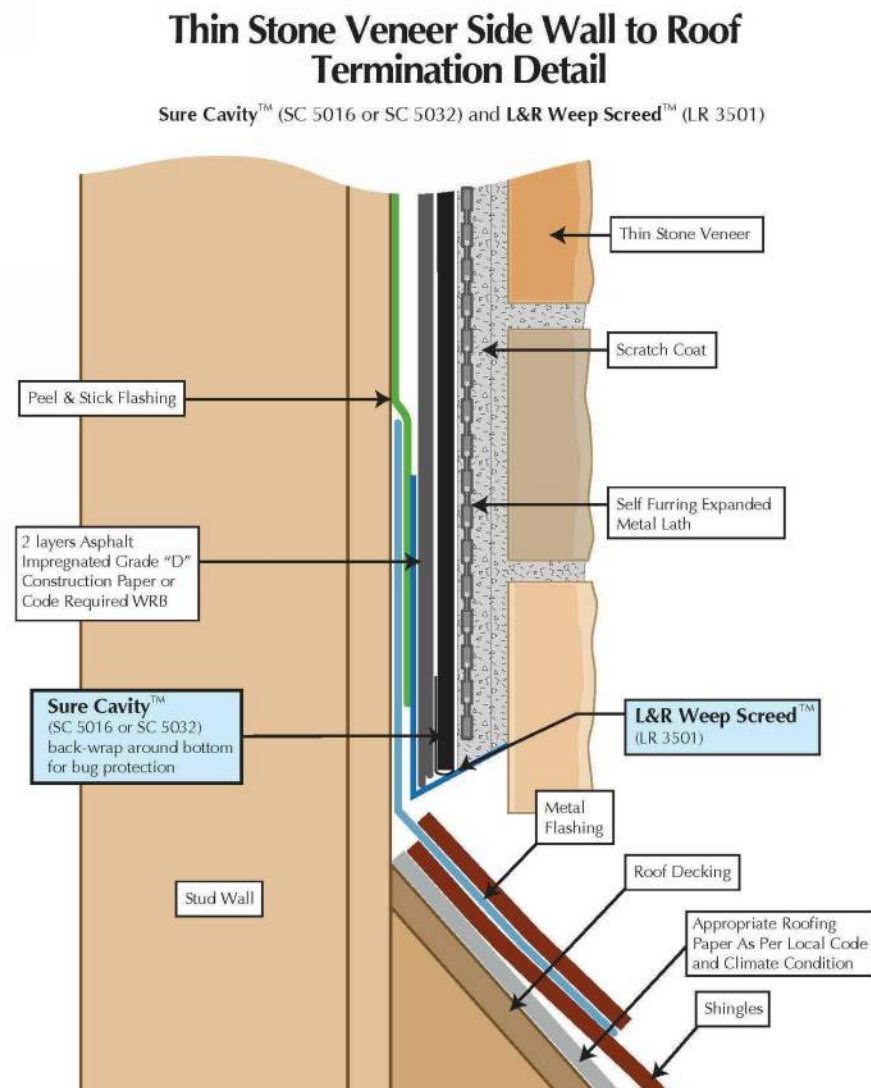 Thin Stone Veneer Side Wall to Roof
Termination Detail
Sure Cavity™ (SC 5016 or SC 5032) and L&R Weep Screed™ (LR 3501)
Thin Stone Veneer
Scratch Coat
Peel & Stick Flashing
Self Furring Expanded
Metal Lath
2 layers Asphalt
Impregnated Grade "D"
Construction Paper or
Code Required WRB
Sure Cavity™
(SC 5016 or SC 5032)
back-wrap around bottom
for bug protection
L&R Weep Screed™
(LR 3501)
Metal
Flashing
Roof Decking
Stud Wall
Appropriate Roofing
Paper As Per Local Code
and Climate Condition
Shingles